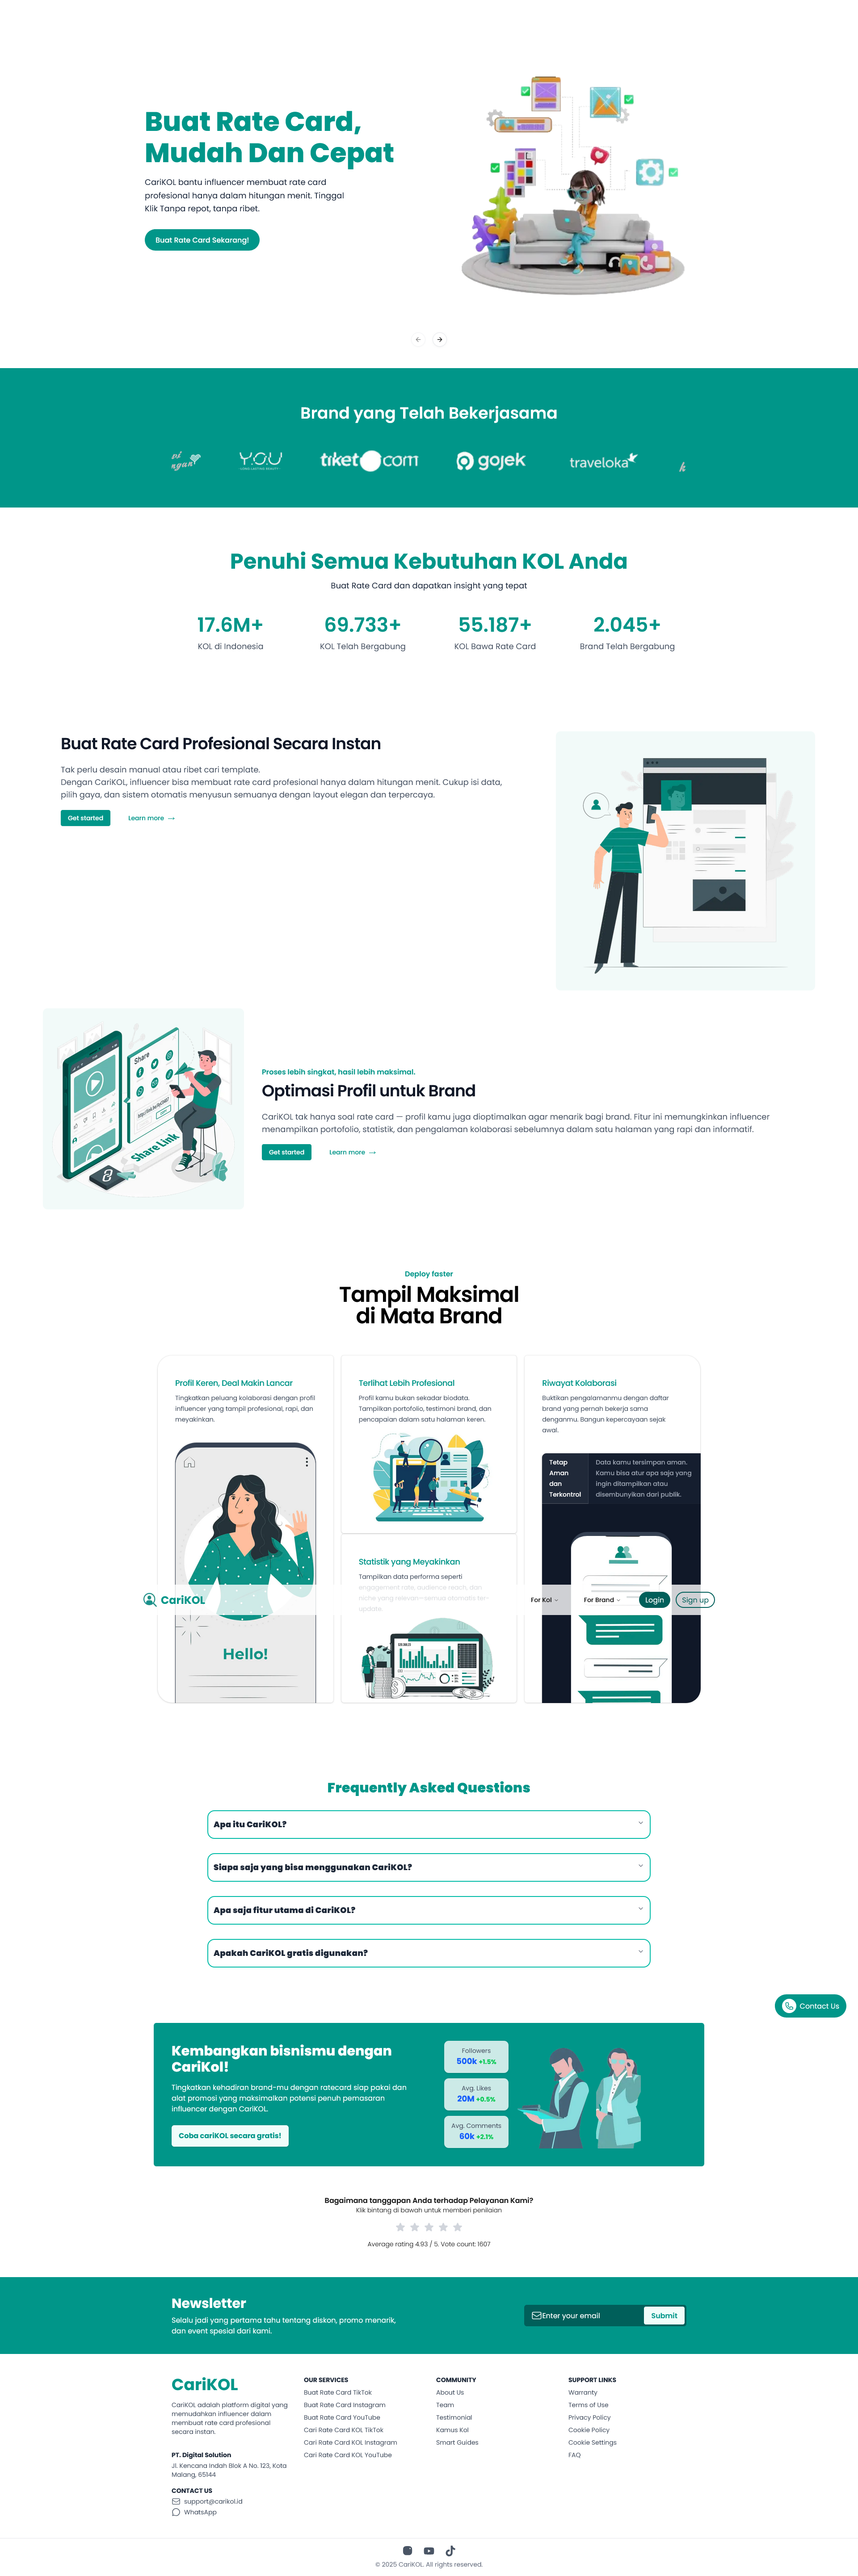 Buat Rate Card,
Mudah Dan Cepat
CariKOL bantu influencer membuat rate card
profesional hanya dalam hitungan menit. Tinggal
Klik Tanpa repot, tanpa ribet.
Buat Rate Card Sekarang!
Brand yang Telah Bekerjasama
YOU
tiket.com
gojek
traveloka
Penuhi Semua Kebutuhan KOL Anda
Buat Rate Card dan dapatkan insight yang tepat
17.6M+
KOL di Indonesia
69.733+
KOL Telah Bergabung
55.187+
KOL Bawa Rate Card
2.045+
Brand Telah Bergabung
Buat Rate Card Profesional Secara Instan
Tak perlu desain manual atau ribet cari template.
Dengan CariKOL, influencer bisa membuat rate card profesional hanya dalam hitungan menit. Cukup isi data,
pilih gaya, dan sistem otomatis menyusun semuanya dengan layout elegan dan terpercaya.
Get started
Learn more →
Share
Share Link
Proses lebih singkat, hasil lebih maksimal.
Optimasi Profil untuk Brand
CariKOL tak hanya soal rate card — profil kamu juga dioptimalkan agar menarik bagi brand. Fitur ini memungkinkan influencer
menampilkan portofolio, statistik, dan pengalaman kolaborasi sebelumnya dalam satu halaman yang rapi dan informatif.
Get started
Learn more →
Deploy faster
Tampil Maksimal
di Mata Brand
Profil Keren, Deal Makin Lancar
Tingkatkan peluang kolaborasi dengan profil
influencer yang tampil profesional, rapi, dan
meyakinkan.
Hello!
Terlihat Lebih Profesional
Profil kamu bukan sekadar biodata.
Tampilkan portofolio, testimoni brand, dan
pencapaian dalam satu halaman keren.
Statistik yang Meyakinkan
Tampilkan data performa seperti
engagement rate, audience reach, dan
niche yang relevan—semua otomatis ter-
update.
Riwayat Kolaborasi
Buktikan pengalamanmu dengan daftar
brand yang pernah bekerja sama
denganmu. Bangun kepercayaan sejak
awal.
Tetap
Aman
dan
Terkontrol
Data kamu tersimpan aman.
Kamu bisa atur apa saja yang
ingin ditampilkan atau
disembunyikan dari publik.
CariKOL
For Kol
For Brand
Login
Sign up
Frequently Asked Questions
Apa itu CariKOL?
Siapa saja yang bisa menggunakan CariKOL?
Apa saja fitur utama di CariKOL?
Apakah CariKOL gratis digunakan?
Contact Us
Kembangkan bisnismu dengan
CariKol!
Tingkatkan kehadiran brand-mu dengan ratecard siap pakai dan
alat promosi yang maksimalkan potensi penuh pemasaran
influencer dengan CariKOL.
Coba cariKOL secara gratis!
Followers
500k +1.5%
Avg. Likes
20M +0.5%
Avg. Comments
60k +2.1%
Bagaimana tanggapan Anda terhadap Pelayanan Kami?
Klik bintang di bawah untuk memberi penilaian
Average rating 4.93 / 5. Vote count: 1607
Newsletter
Selalu jadi yang pertama tahu tentang diskon, promo menarik,
dan event spesial dari kami.
Enter your email
Submit
CariKOL
CariKOL adalah platform digital yang
memudahkan influencer dalam
membuat rate card profesional
secara instan.
PT. Digital Solution
Jl. Kencana Indah Blok A No. 123, Kota
Malang, 65144
CONTACT US
support@carikol.id
WhatsApp
OUR SERVICES
Buat Rate Card TikTok
Buat Rate Card Instagram
Buat Rate Card YouTube
Cari Rate Card KOL TikTok
Cari Rate Card KOL Instagram
Cari Rate Card KOL YouTube
COMMUNITY
About Us
Team
Testimonial
Kamus Kol
Smart Guides
SUPPORT LINKS
Warranty
Terms of Use
Privacy Policy
Cookie Policy
Cookie Settings
FAQ
© 2025 CariKOL. All rights reserved.